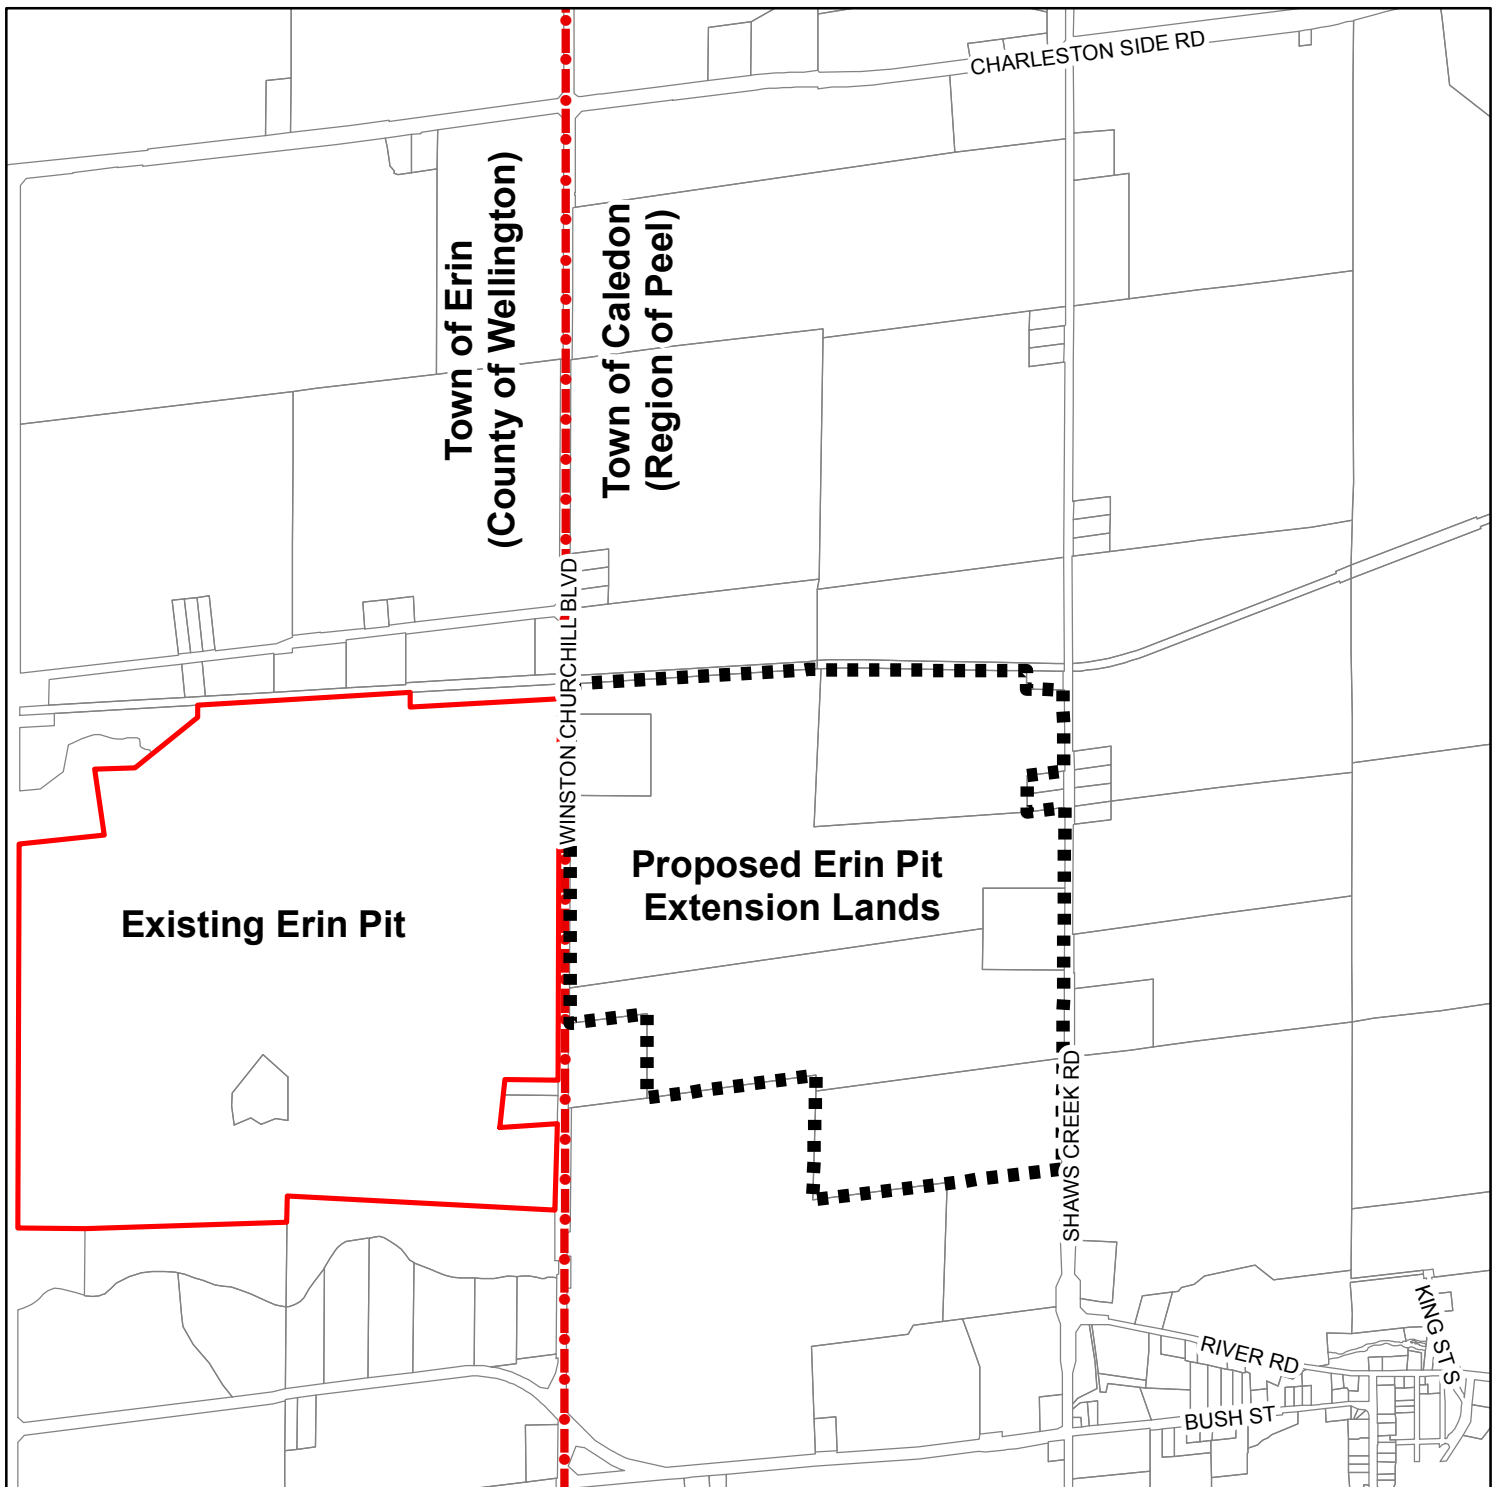 CHARLESTON SIDE RD
Town of Erin
(County of Wellington)
Town of Caledon
(Region of Peel)
WINSTON CHURCHILL BLVD
Proposed Erin Pit
Extension Lands
Existing Erin Pit
SHAWS CREEK RD
KING ST S
RIVER RD
BUSH ST